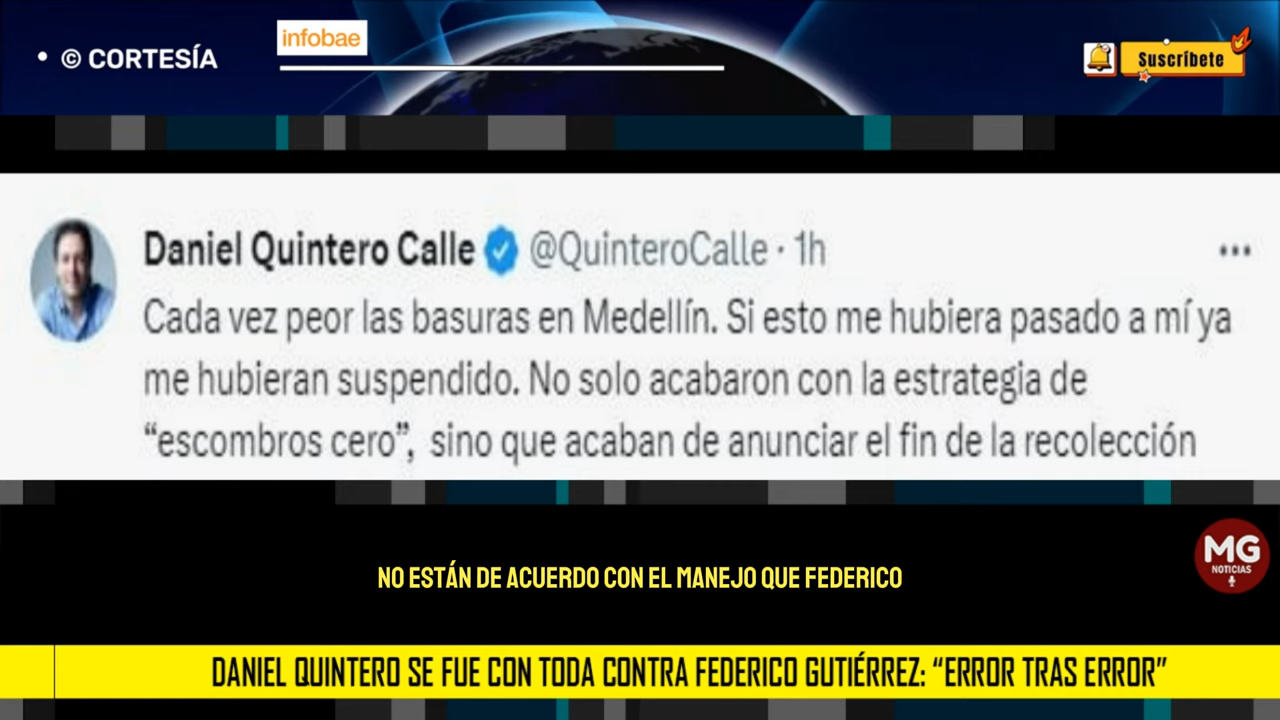 • © CORTESÍA
infobae
Suscríbete
Daniel Quintero Calle @QuinteroCalle · 1h
Cada vez peor las basuras en Medellín. Si esto me hubiera pasado a mí ya
me hubieran suspendido. No solo acabaron con la estrategia de
“escombros cero”, sino que acaban de anunciar el fin de la recolección
MG
NOTICIAS
NO ESTÁN DE ACUERDO CON EL MANEJO QUE FEDERICO
DANIEL QUINTERO SE FUE CON TODA CONTRA FEDERICO GUTIÉRREZ: “ERROR TRAS ERROR”